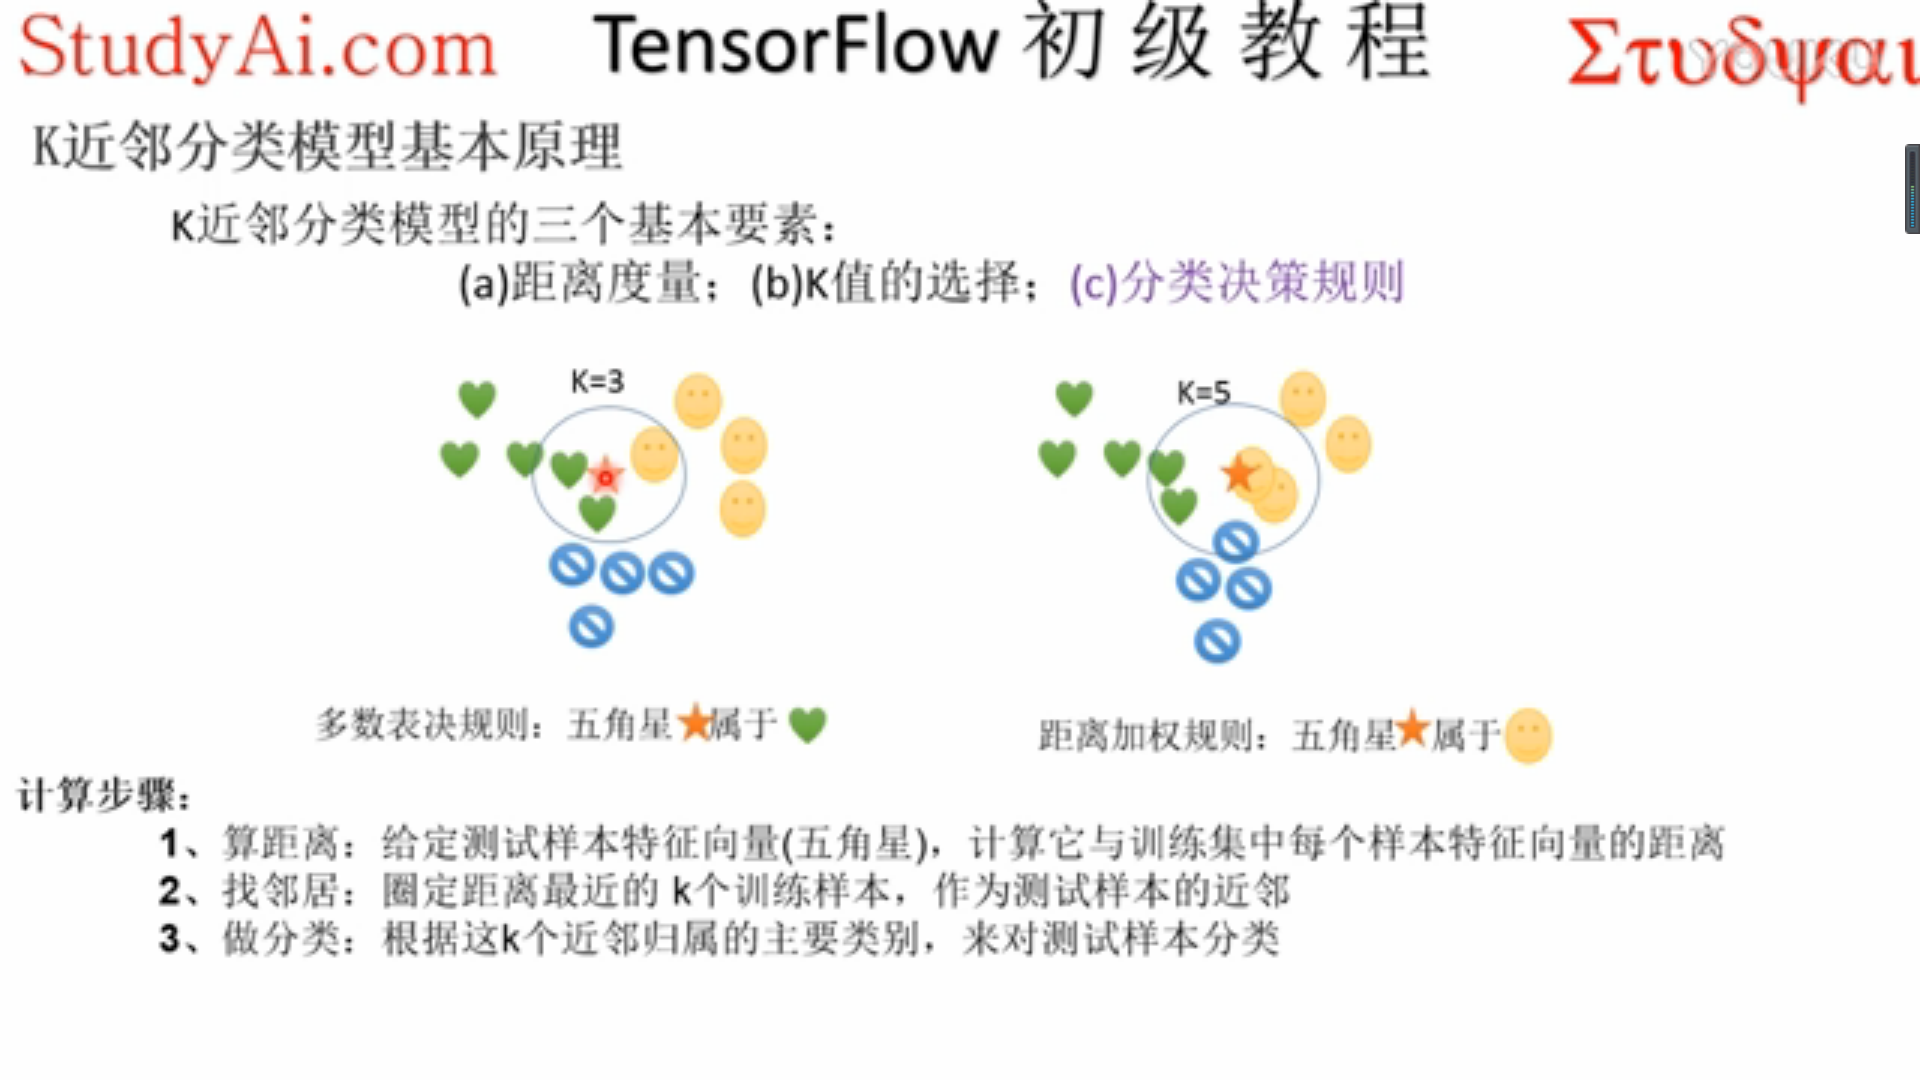 StudyAi.com
TensorFlow 初级教程
Στυδψαι
K近邻分类模型基本原理
K近邻分类模型的三个基本要素：
(a)距离度量；(b)K值的选择；(c)分类决策规则
K=3
K=5
多数表决规则：五角星属于
距离加权规则：五角星属于
计算步骤：
1、算距离：给定测试样本特征向量(五角星)，计算它与训练集中每个样本特征向量的距离
2、找邻居：圈定距离最近的 k个训练样本，作为测试样本的近邻
3、做分类：根据这k个近邻归属的主要类别，来对测试样本分类